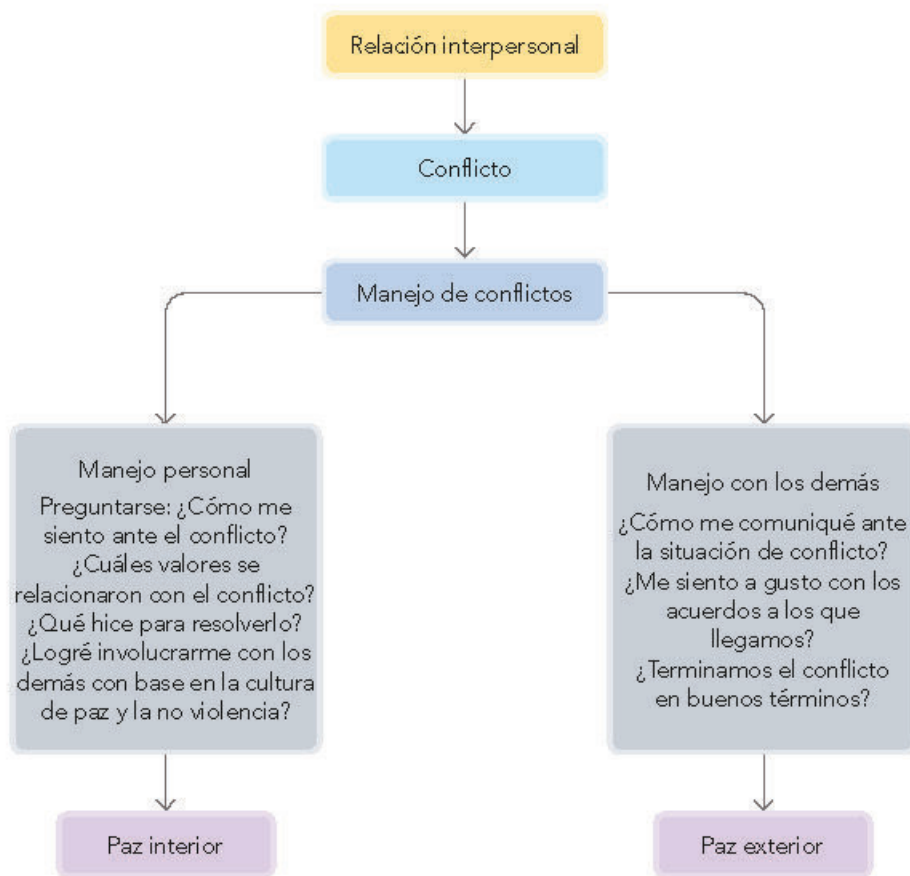 Relación interpersonal
Conflicto
Manejo de conflictos
Manejo personal
Preguntarse: ¿Cómo me
siento ante el conflicto?
¿Cuáles valores se
relacionaron con el conflicto?
¿Qué hice para resolverlo?
¿Logré involucrarme con los
demás con base en la cultura
de paz y la no violencia?
Manejo con los demás
¿Cómo me comuniqué ante
la situación de conflicto?
¿Me siento a gusto con los
acuerdos a los que
llegamos?
¿Terminamos el conflicto
en buenos términos?
Paz interior
Paz exterior